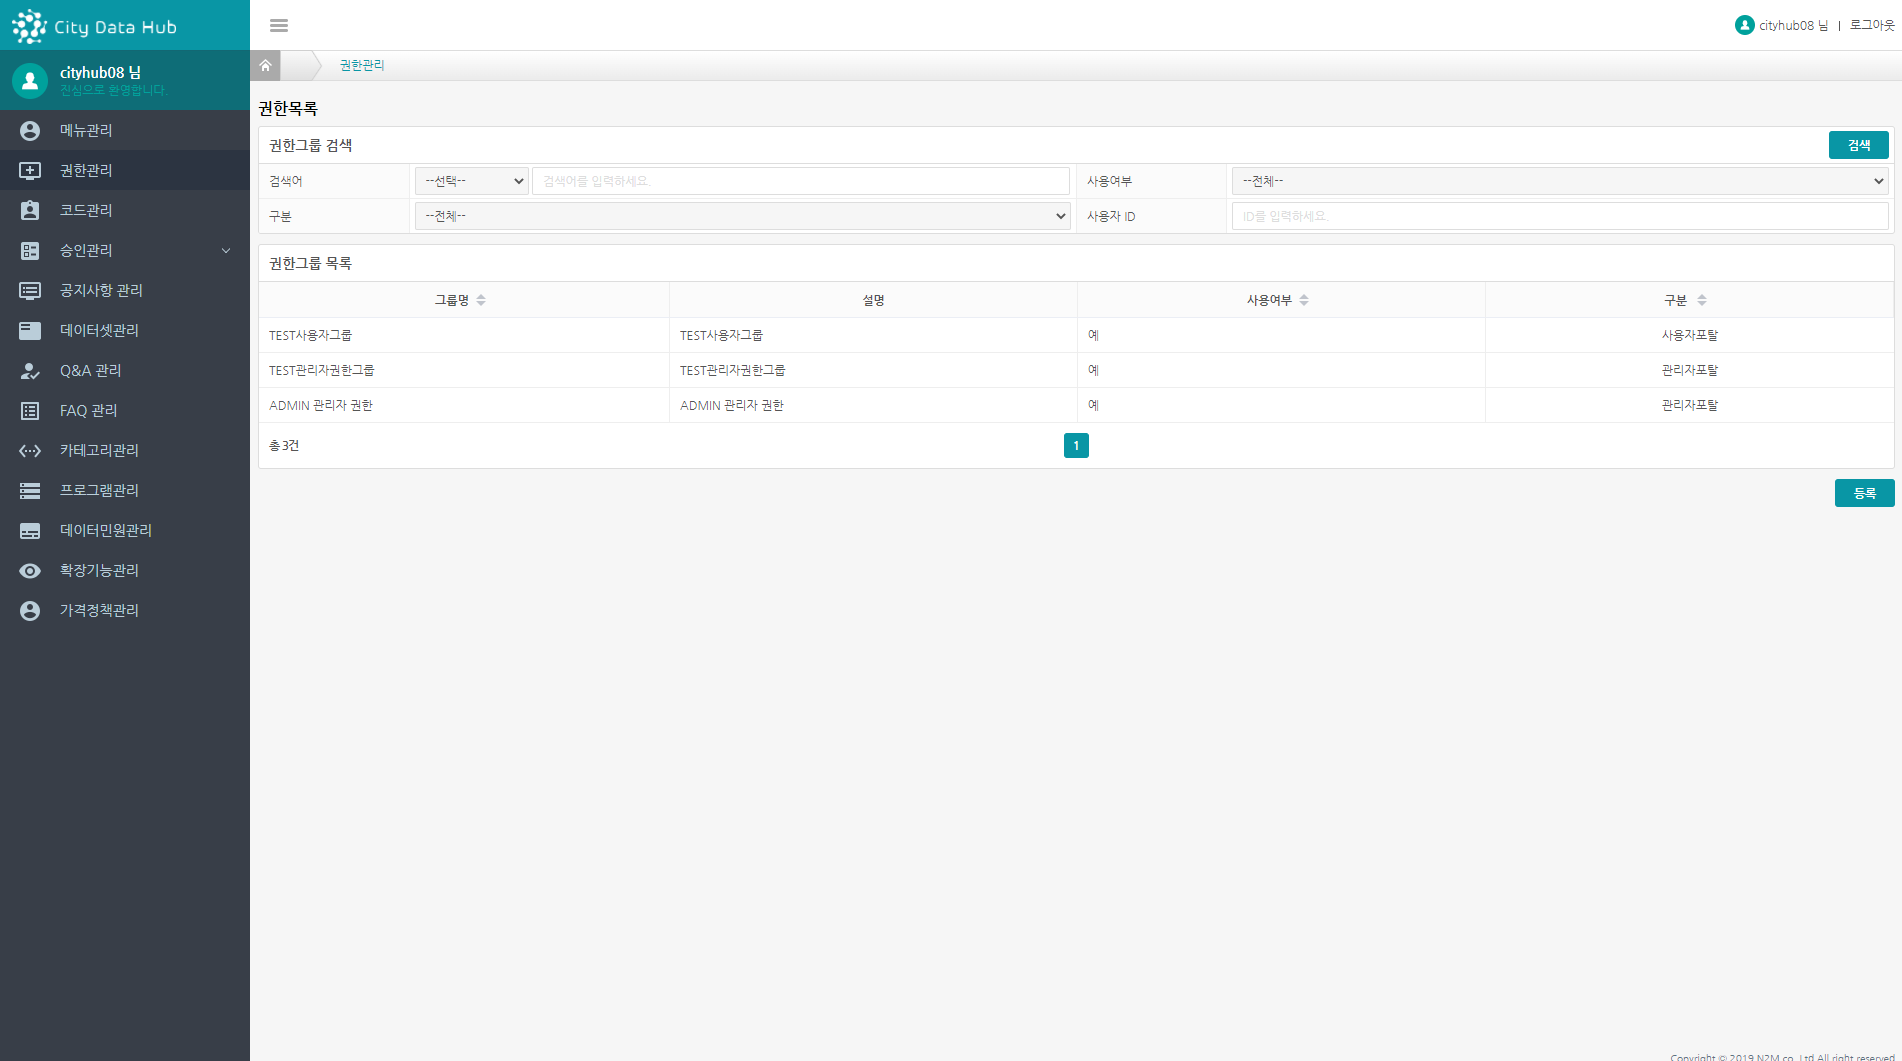 City Data Hub
cityhub08 님 | 로그아웃
cityhub08 님
진심으로 환영합니다.
메뉴관리
권한관리
코드관리
승인관리
공지사항 관리
데이터셋관리
Q&A 관리
FAQ 관리
카테고리관리
프로그램관리
데이터민원관리
확장기능관리
가격정책관리
권한관리
권한목록
권한그룹 검색 검색
검색어 --선택-- 검색어를 입력하세요. 사용여부 --전체--
구분 --전체-- 사용자 ID ID를 입력하세요.
권한그룹 목록
그룹명 설명 사용여부 구분
TEST사용자그룹 TEST사용자그룹 예 사용자포탈
TEST관리자권한그룹 TEST관리자권한그룹 예 관리자포탈
ADMIN 관리자 권한 ADMIN 관리자 권한 예 관리자포탈
총 3건 1
등록
Copyright © 2019 N2M co. Ltd All right reserved